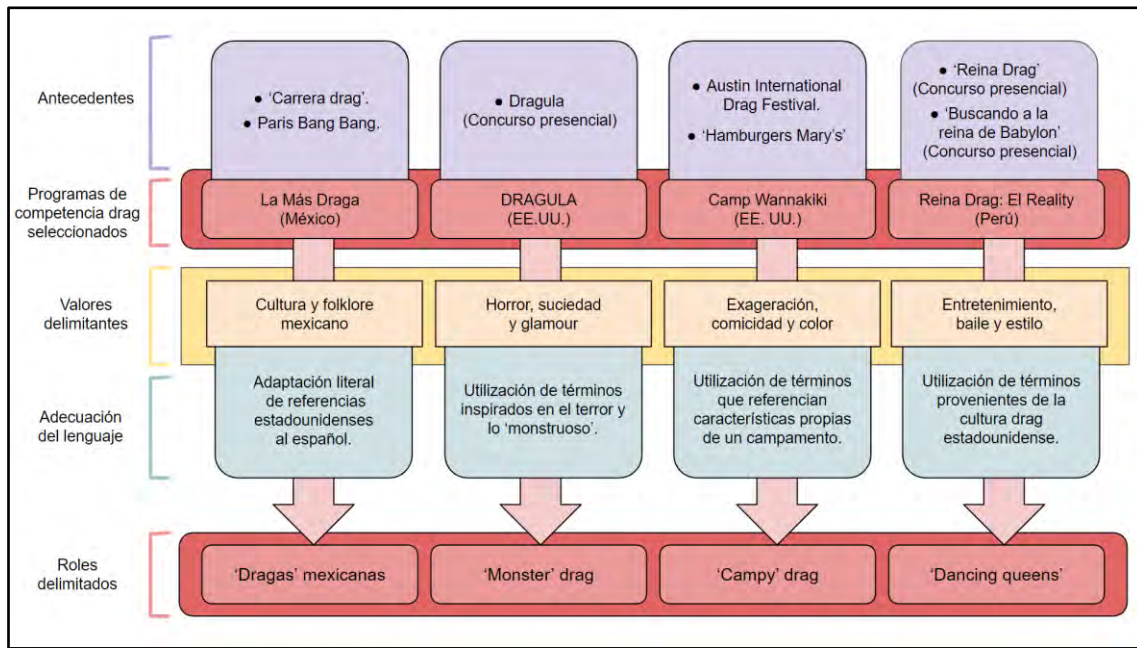 Antecedentes
● ‘Carrera drag’.
● Paris Bang Bang.
● Dragula
(Concurso presencial)
● Austin International
Drag Festival.
● ‘Hamburgers Mary’s’
● ‘Reina Drag’
(Concurso presencial)
● ‘Buscando a la
reina de Babylon’
(Concurso presencial)
Programas de
competencia drag
seleccionados
La Más Draga
(México)
DRAGULA
(EE.UU.)
Camp Wannakiki
(EE. UU.)
Reina Drag: El Reality
(Perú)
Valores
delimitantes
Cultura y folklore
mexicano
Horror, suciedad
y glamour
Exageración,
comicidad y color
Entretenimiento,
baile y estilo
Adecuación
del lenguaje
Adaptación literal
de referencias
estadounidenses
al español.
Utilización de términos
inspirados en el terror y
lo ‘monstruoso’.
Utilización de términos
que referencian
características propias
de un campamento.
Utilización de términos
provenientes de la
cultura drag
estadounidense.
Roles
delimitados
‘Dragas’ mexicanas
‘Monster’ drag
‘Campy’ drag
‘Dancing queens’